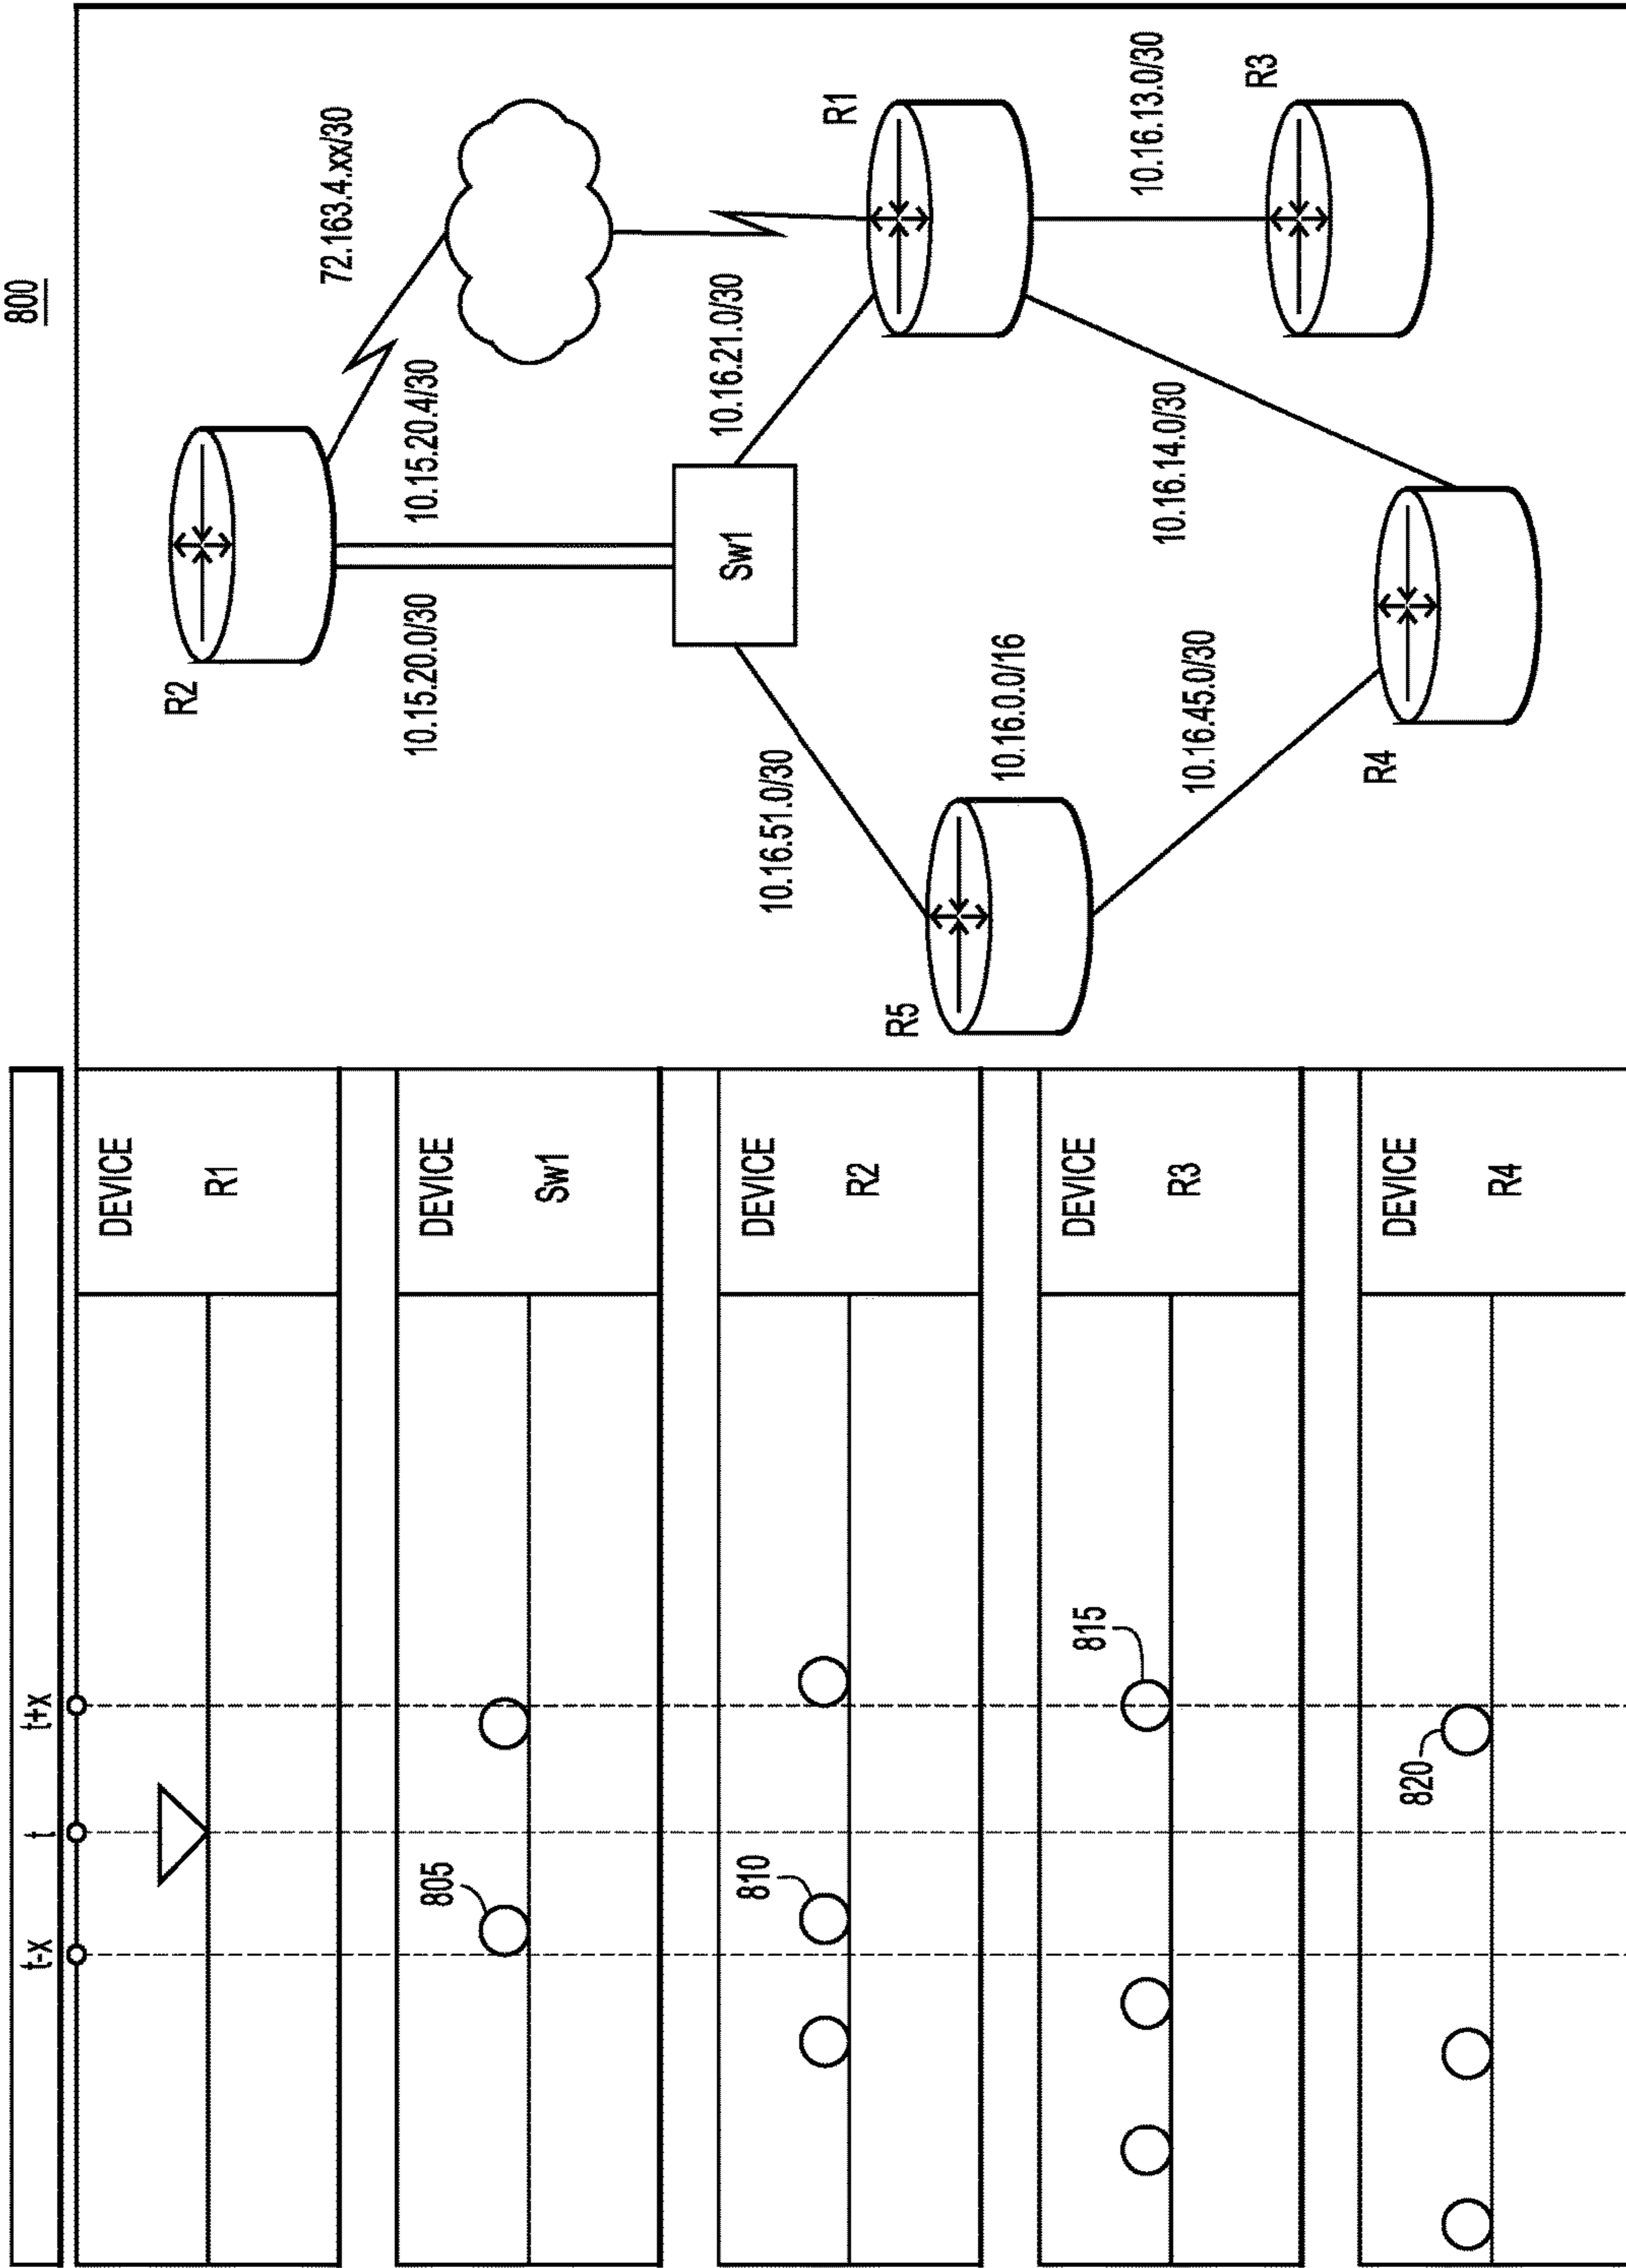 800
t-x
t
t+x
DEVICE
R1
805
DEVICE
Sw1
810
DEVICE
R2
815
DEVICE
R3
820
DEVICE
R4
R2
72.163.4.xx/30
10.15.20.0/30
10.15.20.4/30
Sw1
10.16.21.0/30
R1
10.16.51.0/30
R5
10.16.0.0/16
10.16.14.0/30
10.16.13.0/30
R3
10.16.45.0/30
R4